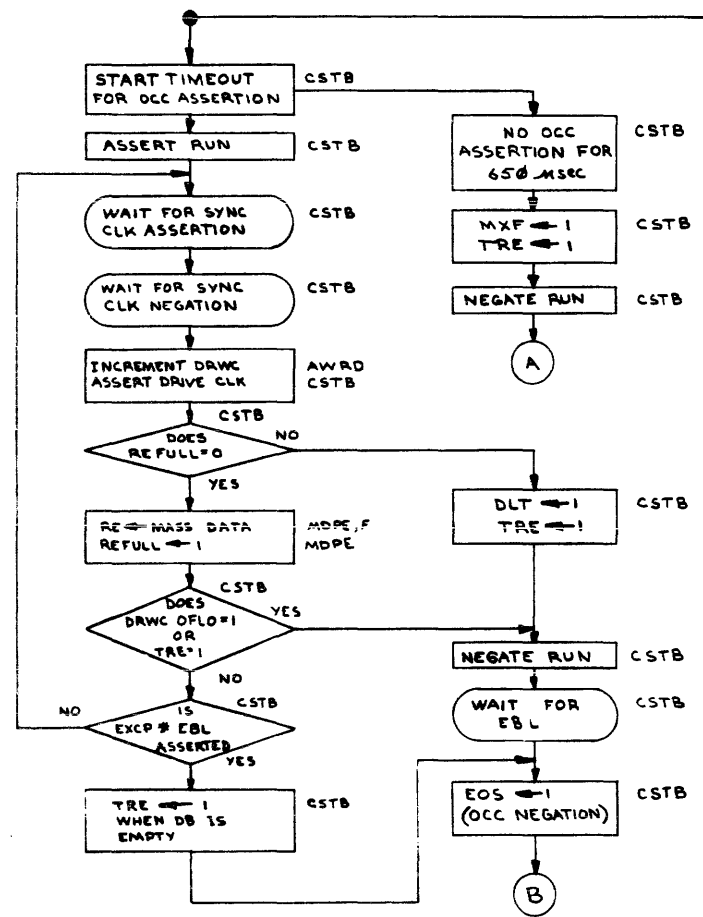 START TIMEOUT
FOR OCC ASSERTION
CSTB
ASSERT RUN
CSTB
WAIT FOR SYNC
CLK ASSERTION
CSTB
WAIT FOR SYNC
CLK NEGATION
CSTB
INCREMENT DRWC
ASSERT DRIVE CLK
AWRD
CSTB
CSTB
DOES
REFULL=0
NO
YES
RE ← MASS DATA
REFULL ← 1
MDPE,F
MDPE
CSTB
DOES
DRWC OFLO=1
OR
TRE=1
YES
NO
CSTB
IS
EXCP * EBL
ASSERTED
NO
YES
TRE ← 1
WHEN DB IS
EMPTY
CSTB
NO OCC
ASSERTION FOR
65Ø µSEC
CSTB
MXF ← 1
TRE ← 1
CSTB
NEGATE RUN
CSTB
A
DLT ← 1
TRE ← 1
CSTB
NEGATE RUN
CSTB
WAIT FOR
EBL
CSTB
EOS ← 1
(OCC NEGATION)
CSTB
B